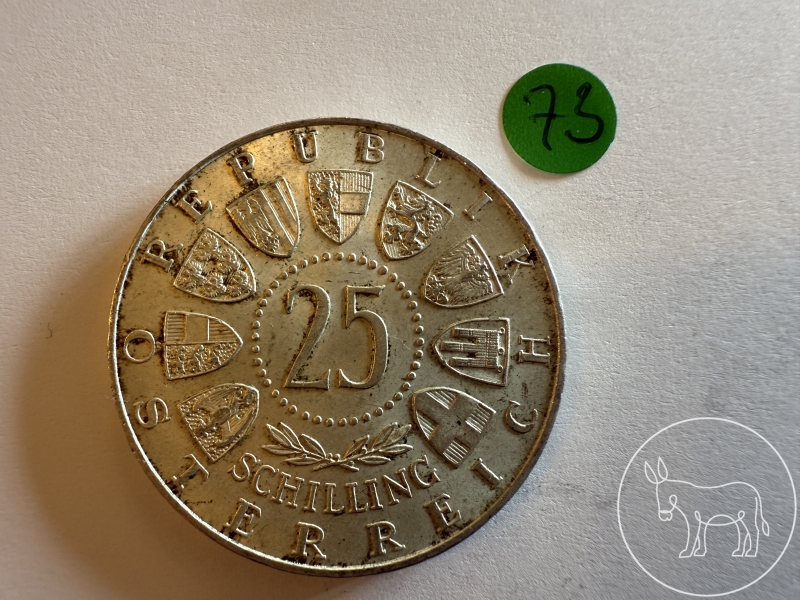 73
REPUBLIK
ÖSTERREICH
25
SCHILLING